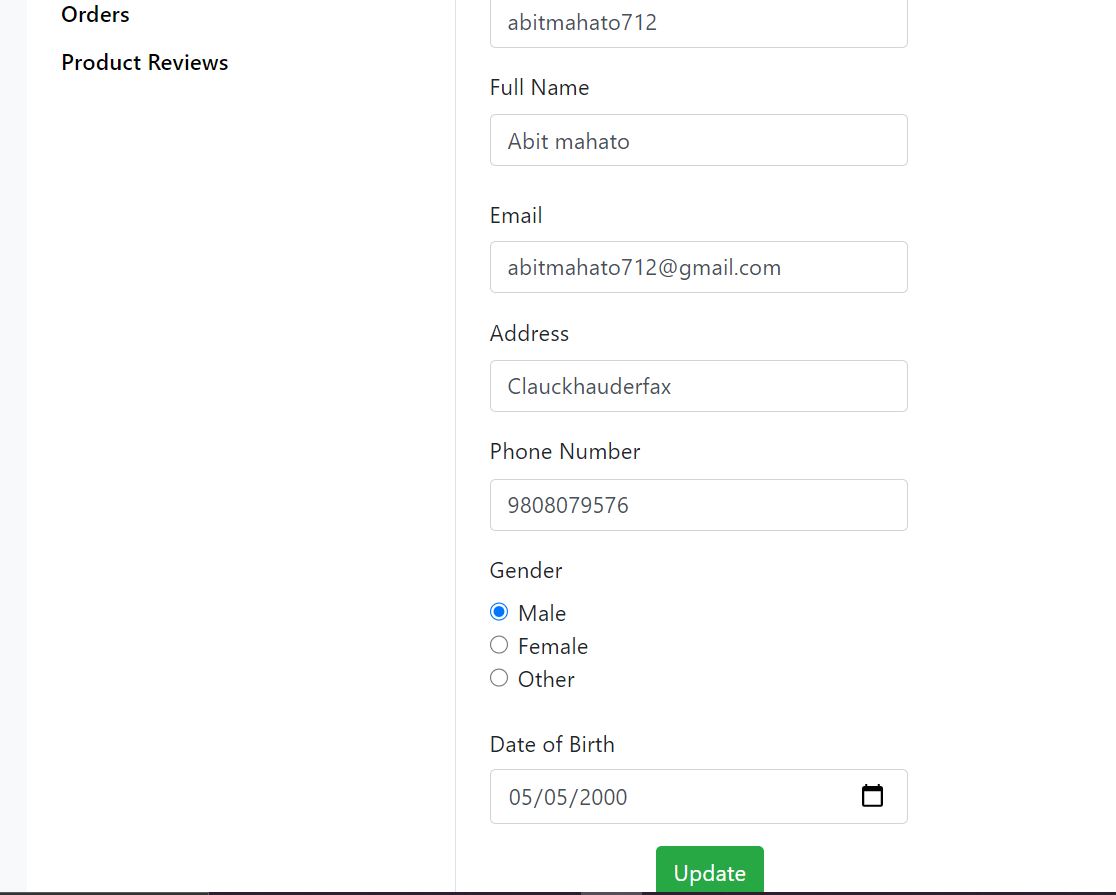 Orders
Product Reviews
abitmahato712
Full Name
Abit mahato
Email
abitmahato712@gmail.com
Address
Clauckhauderfax
Phone Number
9808079576
Gender
Male
Female
Other
Date of Birth
05/05/2000
Update